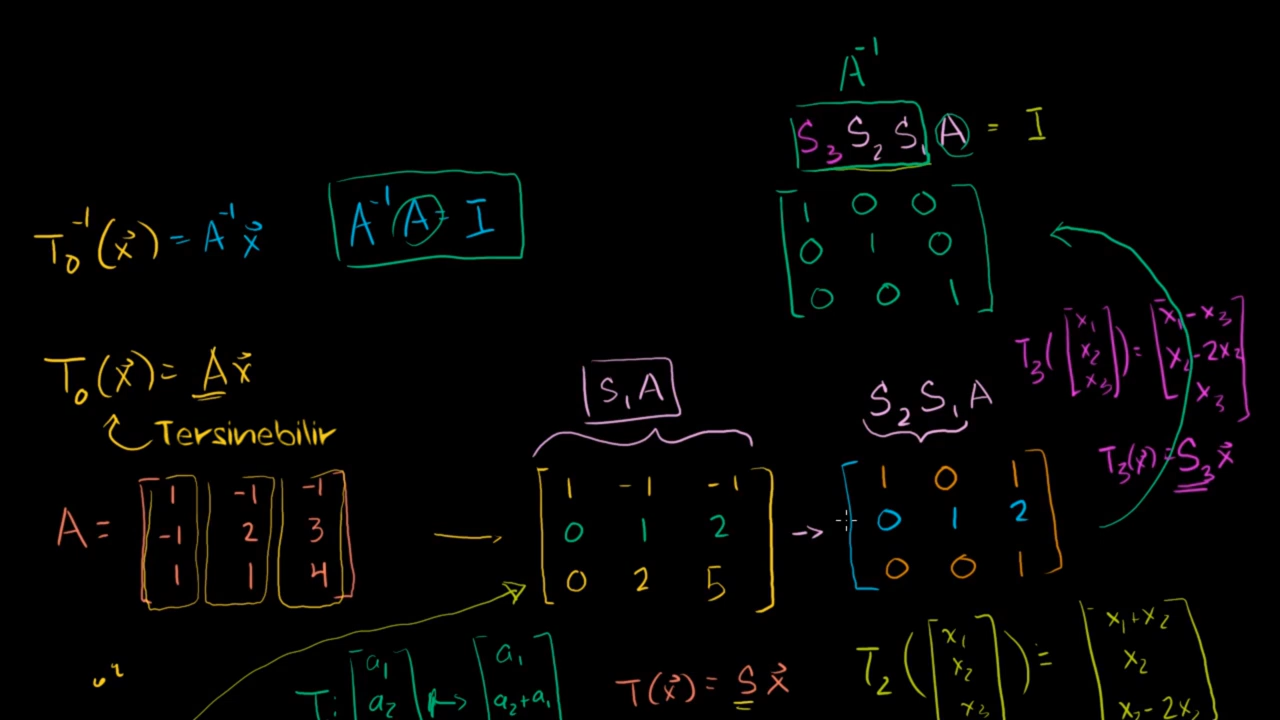 A⁻¹
S₃ S₂ S₁ A = I
1 0 0
0 1 0
0 0 1
T₀⁻¹(x⃗) = A⁻¹x⃗
A⁻¹A = I
T₀(x⃗) = Ax⃗
Tersinebilir
A =
1 -1 -1
-1 2 3
1 1 4
S₁A
1 -1 -1
0 1 2
0 2 5
→
S₂S₁A
1 0 1
0 1 2
0 0 1
T₃([x₁ x₂ x₃]) = [x₁-x₃
x₂-2x₃
x₃]
T₃(x⃗) = S₃x⃗
T: [a₁ a₂] ↦ [a₁
a₂+a₁]
T(x⃗) = Sx⃗
T₂([x₁ x₂ x₃]) = [x₁+x₂
x₂
x₃-2x₂]